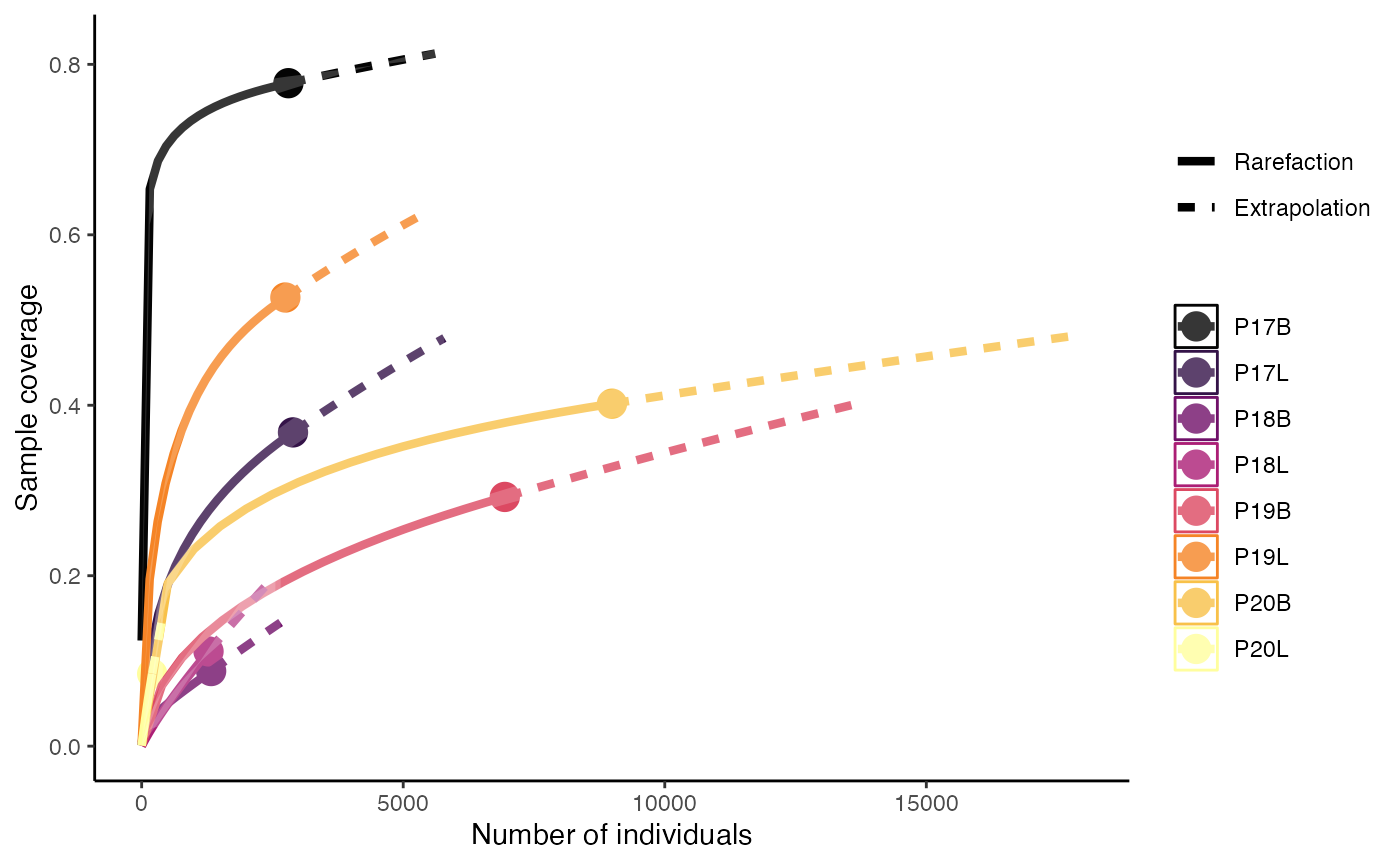 Sample coverage
0.8
0.6
0.4
0.2
0.0
0
5000
10000
15000
Number of individuals
Rarefaction
Extrapolation
P17B
P17L
P18B
P18L
P19B
P19L
P20B
P20L